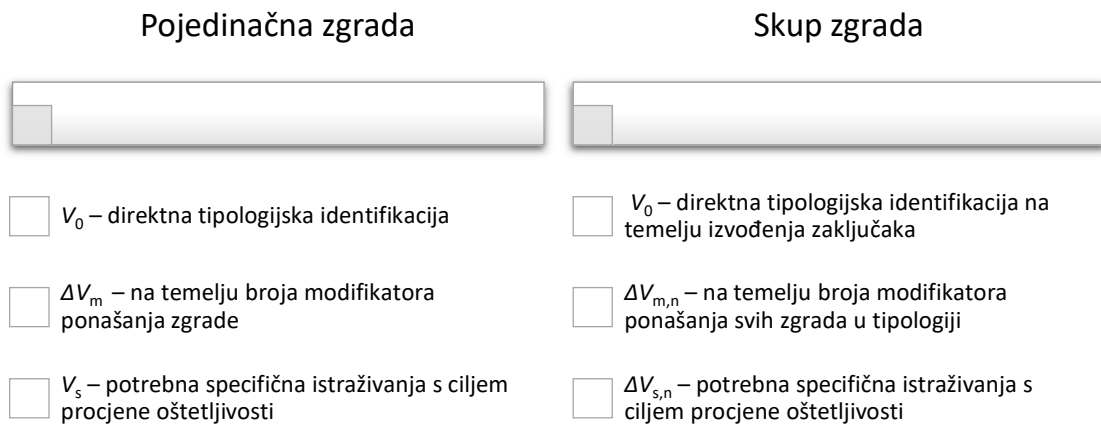 Pojedinačna zgrada
V0 – direktna tipologijska identifikacija
ΔVm – na temelju broja modifikatora
ponašanja zgrade
Vs – potrebna specifična istraživanja s ciljem
procjene oštetljivosti
Skup zgrada
V0 – direktna tipologijska identifikacija na
temelju izvođenja zaključaka
ΔVm,n – na temelju broja modifikatora
ponašanja svih zgrada u tipologiji
ΔVs,n – potrebna specifična istraživanja s
ciljem procjene oštetljivosti